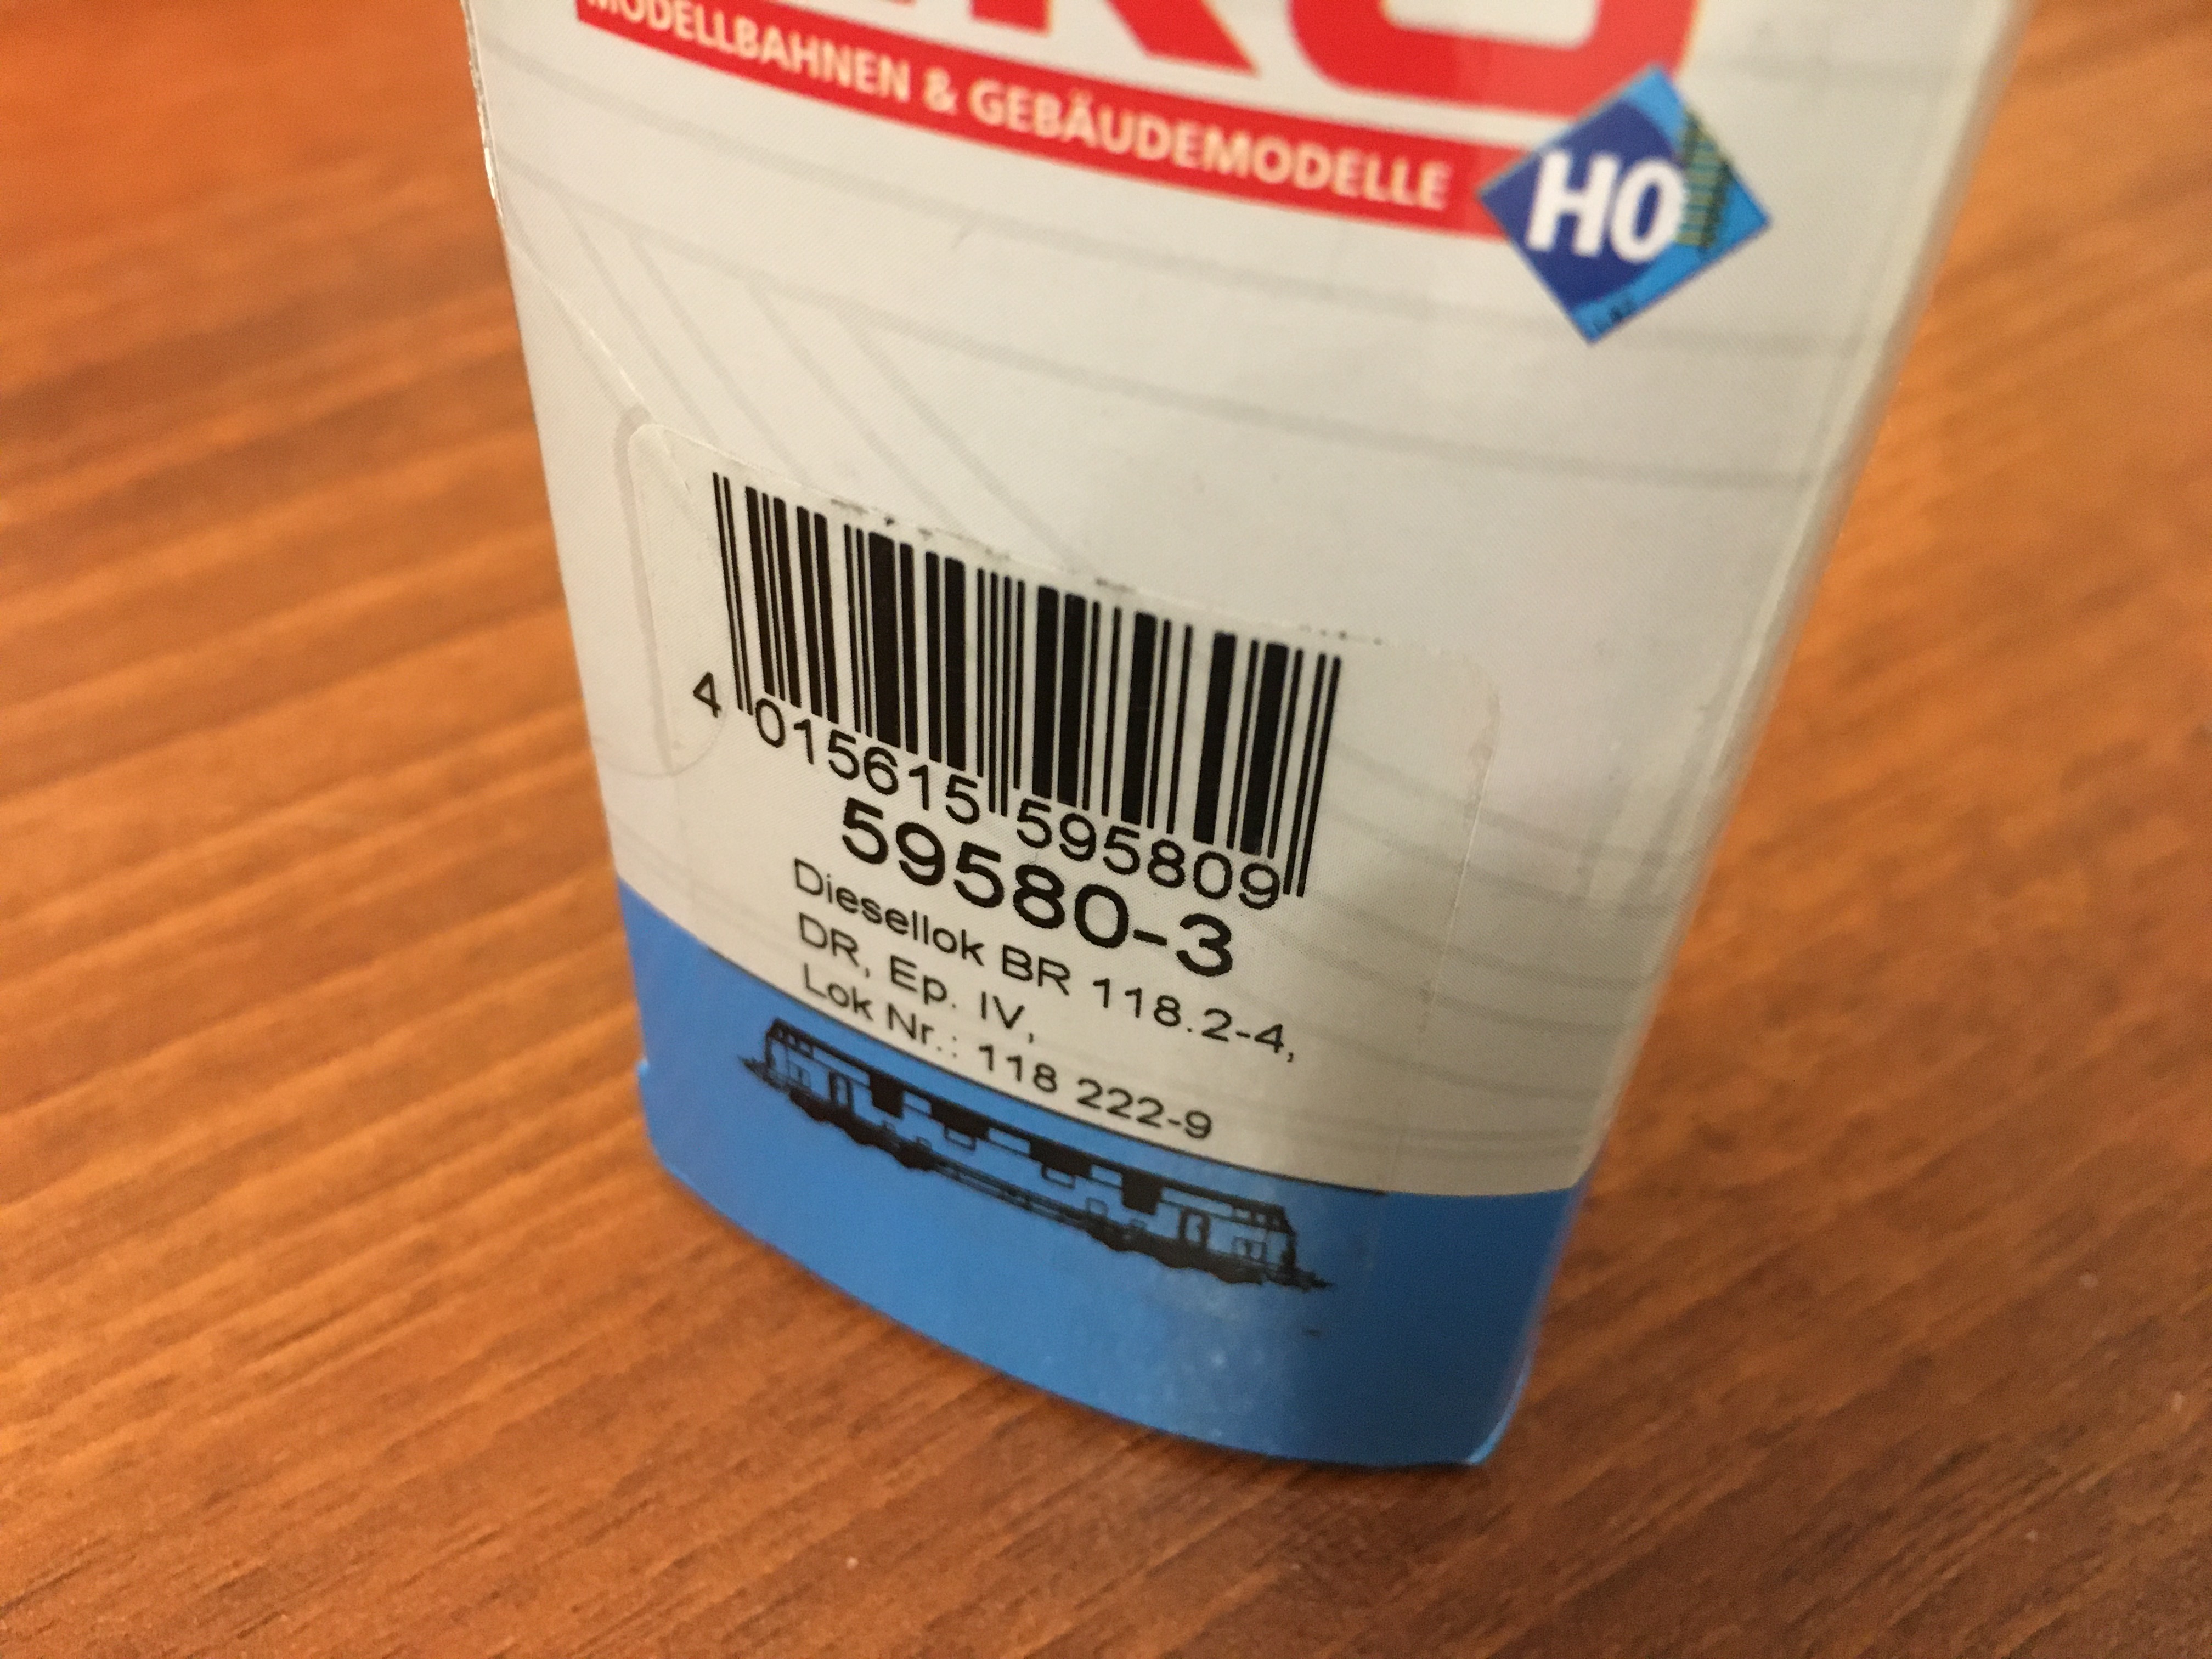 MODELLBAHNEN & GEBÄUDEMODELLE
H0
4 015615 595809
59580-3
Diesellok BR 118.2-4,
DR, Ep. IV,
Lok Nr.: 118 222-9